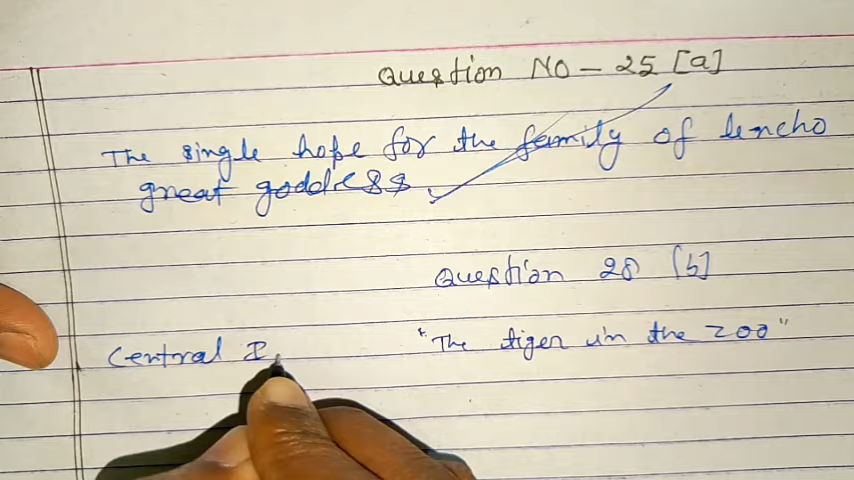 Question NO - 25 [a]
The single hope for the family of lencho
great goddess.
Question 28 [b]
"The tiger in the zoo"
Central I